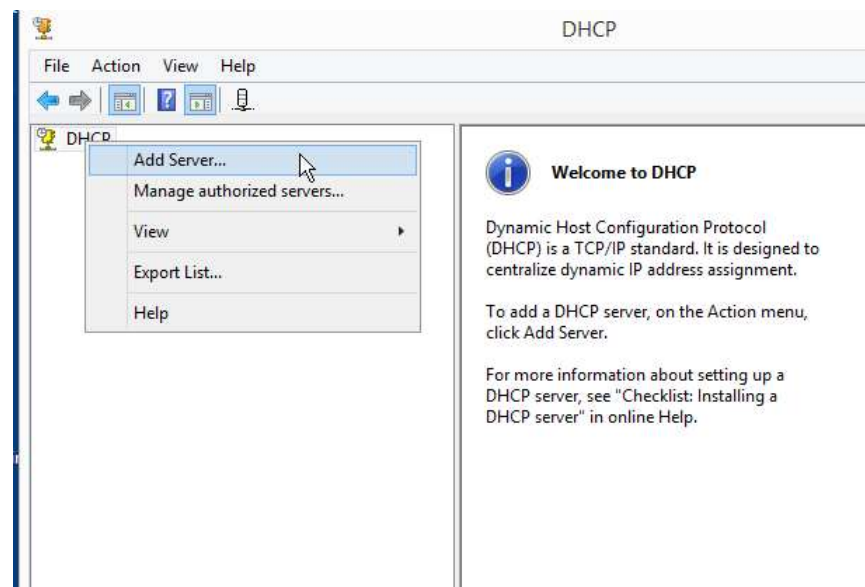 DHCP
File Action View Help
DHCP
Add Server...
Manage authorized servers...
View
Export List...
Help
Welcome to DHCP
Dynamic Host Configuration Protocol
(DHCP) is a TCP/IP standard. It is designed to
centralize dynamic IP address assignment.
To add a DHCP server, on the Action menu,
click Add Server.
For more information about setting up a
DHCP server, see "Checklist: Installing a
DHCP server" in online Help.